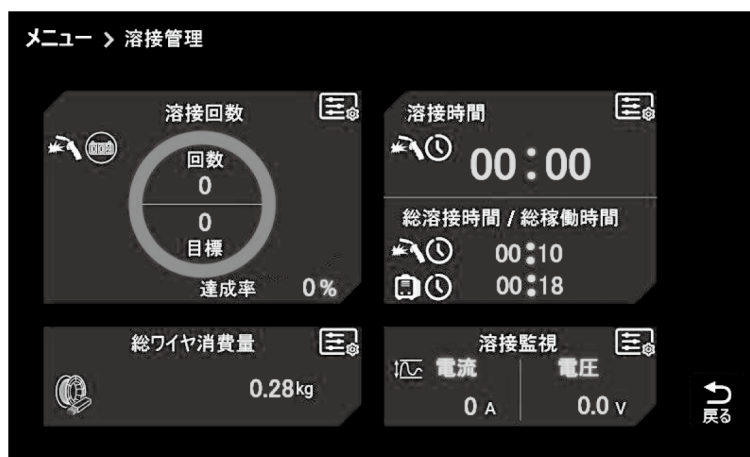 メニュー > 溶接管理
溶接回数
回数
0
0
目標
達成率 0%
溶接時間
00:00
総溶接時間 / 総稼働時間
00:10
00:18
総ワイヤ消費量
0.28kg
溶接監視
電流 電圧
0 A 0.0 V
戻る